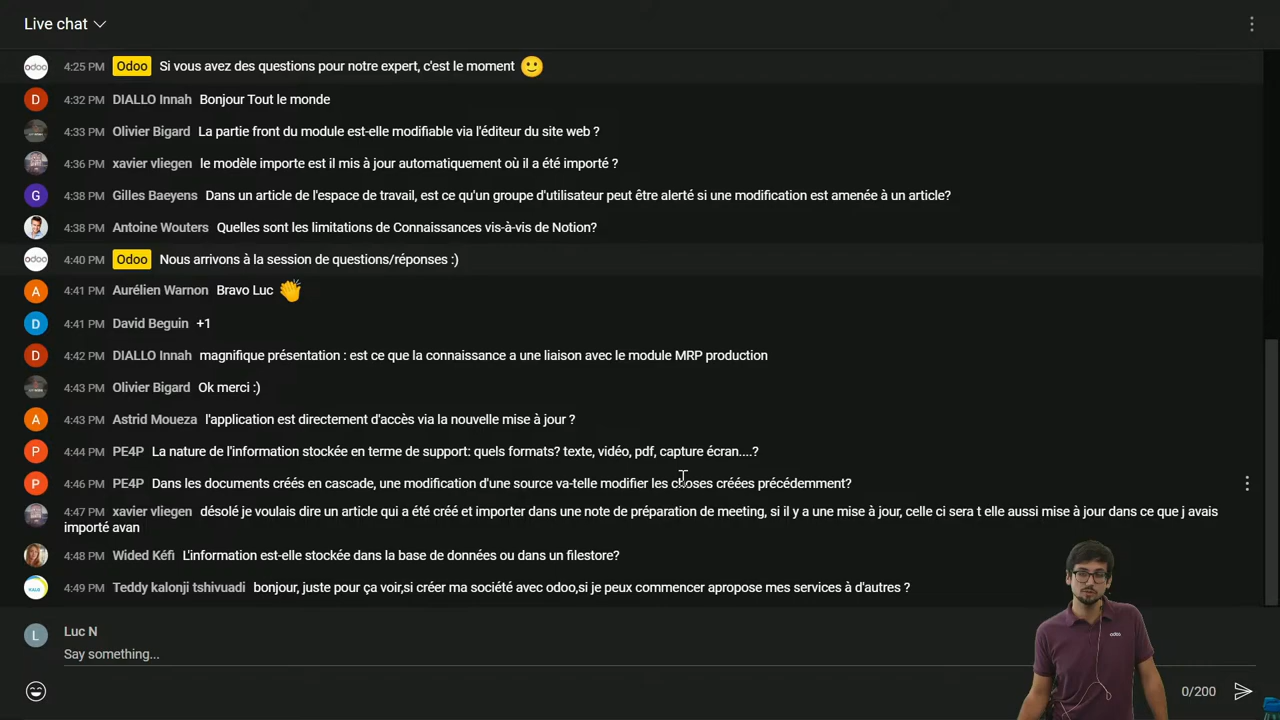 Live chat
odoo 4:25 PM Odoo Si vous avez des questions pour notre expert, c'est le moment 🙂
D 4:32 PM DIALLO Innah Bonjour Tout le monde
4:33 PM Olivier Bigard La partie front du module est-elle modifiable via l'éditeur du site web ?
4:36 PM xavier vliegen le modèle importe est il mis à jour automatiquement où il a été importé ?
G 4:38 PM Gilles Baeyens Dans un article de l'espace de travail, est ce qu'un groupe d'utilisateur peut être alerté si une modification est amenée à un article?
4:38 PM Antoine Wouters Quelles sont les limitations de Connaissances vis-à-vis de Notion?
odoo 4:40 PM Odoo Nous arrivons à la session de questions/réponses :)
A 4:41 PM Aurélien Warnon Bravo Luc 👏
D 4:41 PM David Beguin +1
D 4:42 PM DIALLO Innah magnifique présentation : est ce que la connaissance a une liaison avec le module MRP production
4:43 PM Olivier Bigard Ok merci :)
A 4:43 PM Astrid Moueza l'application est directement d'accès via la nouvelle mise à jour ?
P 4:44 PM PE4P La nature de l'information stockée en terme de support: quels formats? texte, vidéo, pdf, capture écran....?
P 4:46 PM PE4P Dans les documents créés en cascade, une modification d'une source va-telle modifier les choses créées précédemment?
4:47 PM xavier vliegen désolé je voulais dire un article qui a été créé et importer dans une note de préparation de meeting, si il y a une mise à jour, celle ci sera t elle aussi mise à jour dans ce que j avais
importé avan
4:48 PM Wided Kéfi L'information est-elle stockée dans la base de données ou dans un filestore?
4:49 PM Teddy kalonji tshivuadi bonjour, juste pour ça voir,si créer ma société avec odoo,si je peux commencer apropose mes services à d'autres ?
L Luc N
Say something...
odoo
0/200